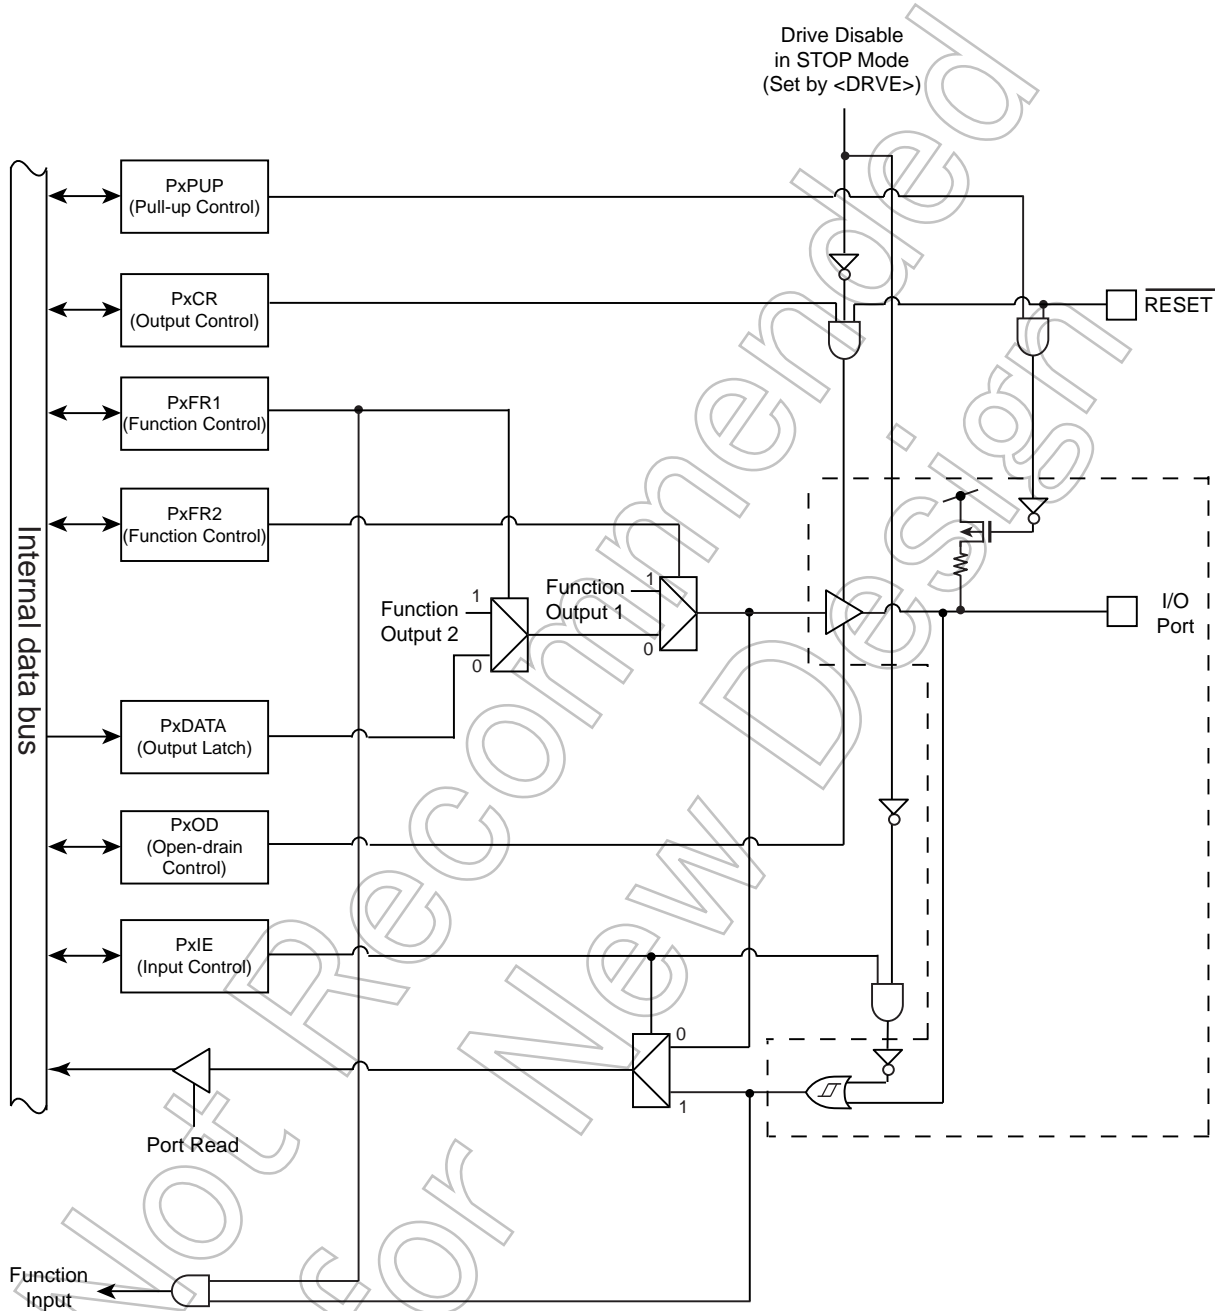 Drive Disable
in STOP Mode
(Set by <DRVE>)
PxPUP
(Pull-up Control)
PxCR
(Output Control)
RESET
PxFR1
(Function Control)
PxFR2
(Function Control)
Internal data bus
1
Function
Output 1
0
1
Function
Output 2
0
I/O
Port
PxDATA
(Output Latch)
PxOD
(Open-drain
Control)
PxIE
(Input Control)
0
1
Port Read
Function
Input
Not Recommended
for New Design